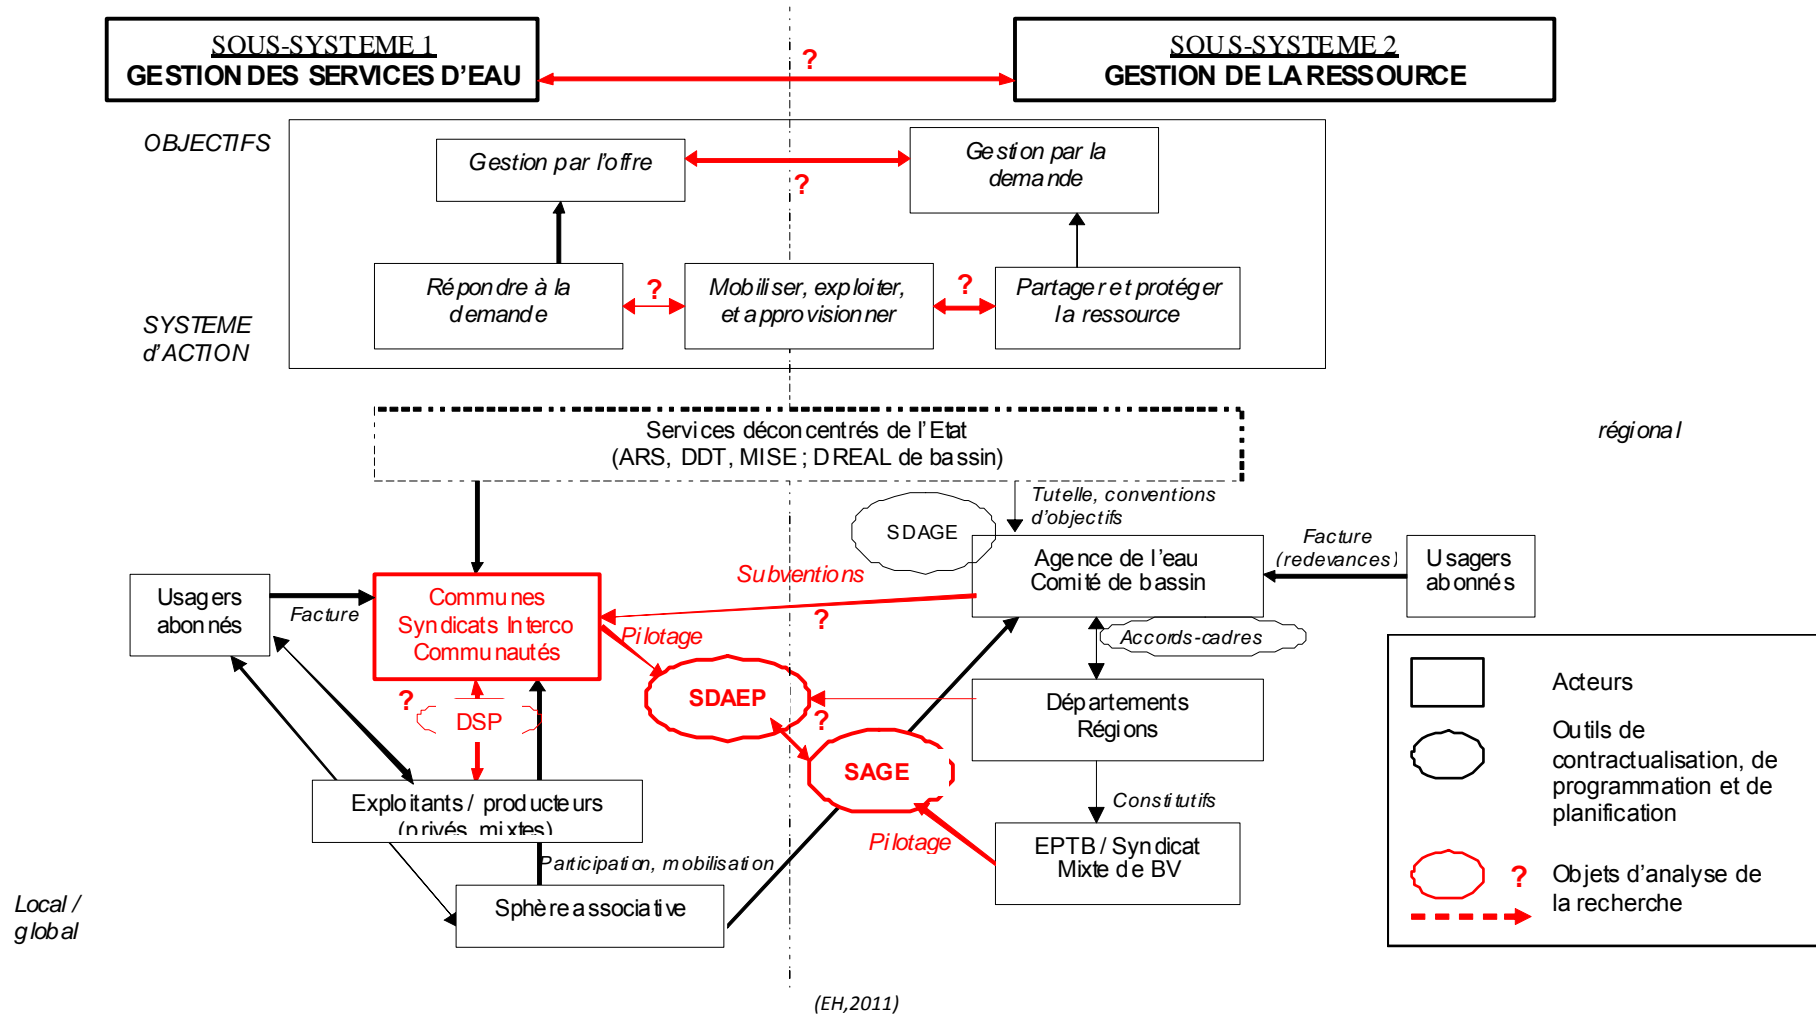 SOUS-SYSTEME 1
GESTION DES SERVICES D'EAU
?
SOUS-SYSTEME 2
GESTION DE LA RESSOURCE
OBJECTIFS
Gestion par l'offre
?
Gestion par la
demande
SYSTEME
d'ACTION
Répondre à la
demande
?
Mobiliser, exploiter,
et approvisionner
?
Partager et protéger
la ressource
Services déconcentrés de l'Etat
(ARS, DDT, MISE ; DREAL de bassin)
régional
Tutelle, conventions
d'objectifs
SDAGE
Agence de l'eau
Comité de bassin
Facture
(redevances)
Usagers
abonnés
Usagers
abonnés
Facture
Communes
Syndicats Interco
Communautés
Subventions
?
Pilotage
Accords-cadres
SDAEP
?
Départements
Régions
?
DSP
SAGE
Exploitants / producteurs
(privés, mixtes)
Constitutifs
Pilotage
EPTB / Syndicat
Mixte de BV
Participation, mobilisation
Sphère associative
Local /
global
Acteurs
Outils de
contractualisation, de
programmation et de
planification
?
Objets d'analyse de
la recherche
(EH,2011)